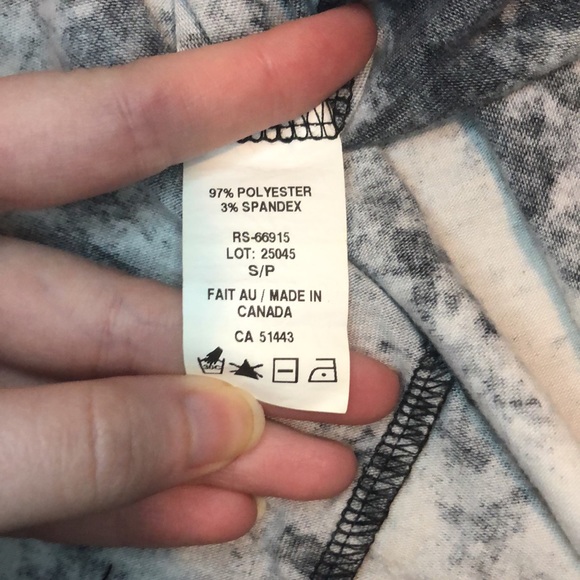 97% POLYESTER
3% SPANDEX
RS-66915
LOT: 25045
S/P
FAIT AU / MADE IN
CANADA
CA 51443